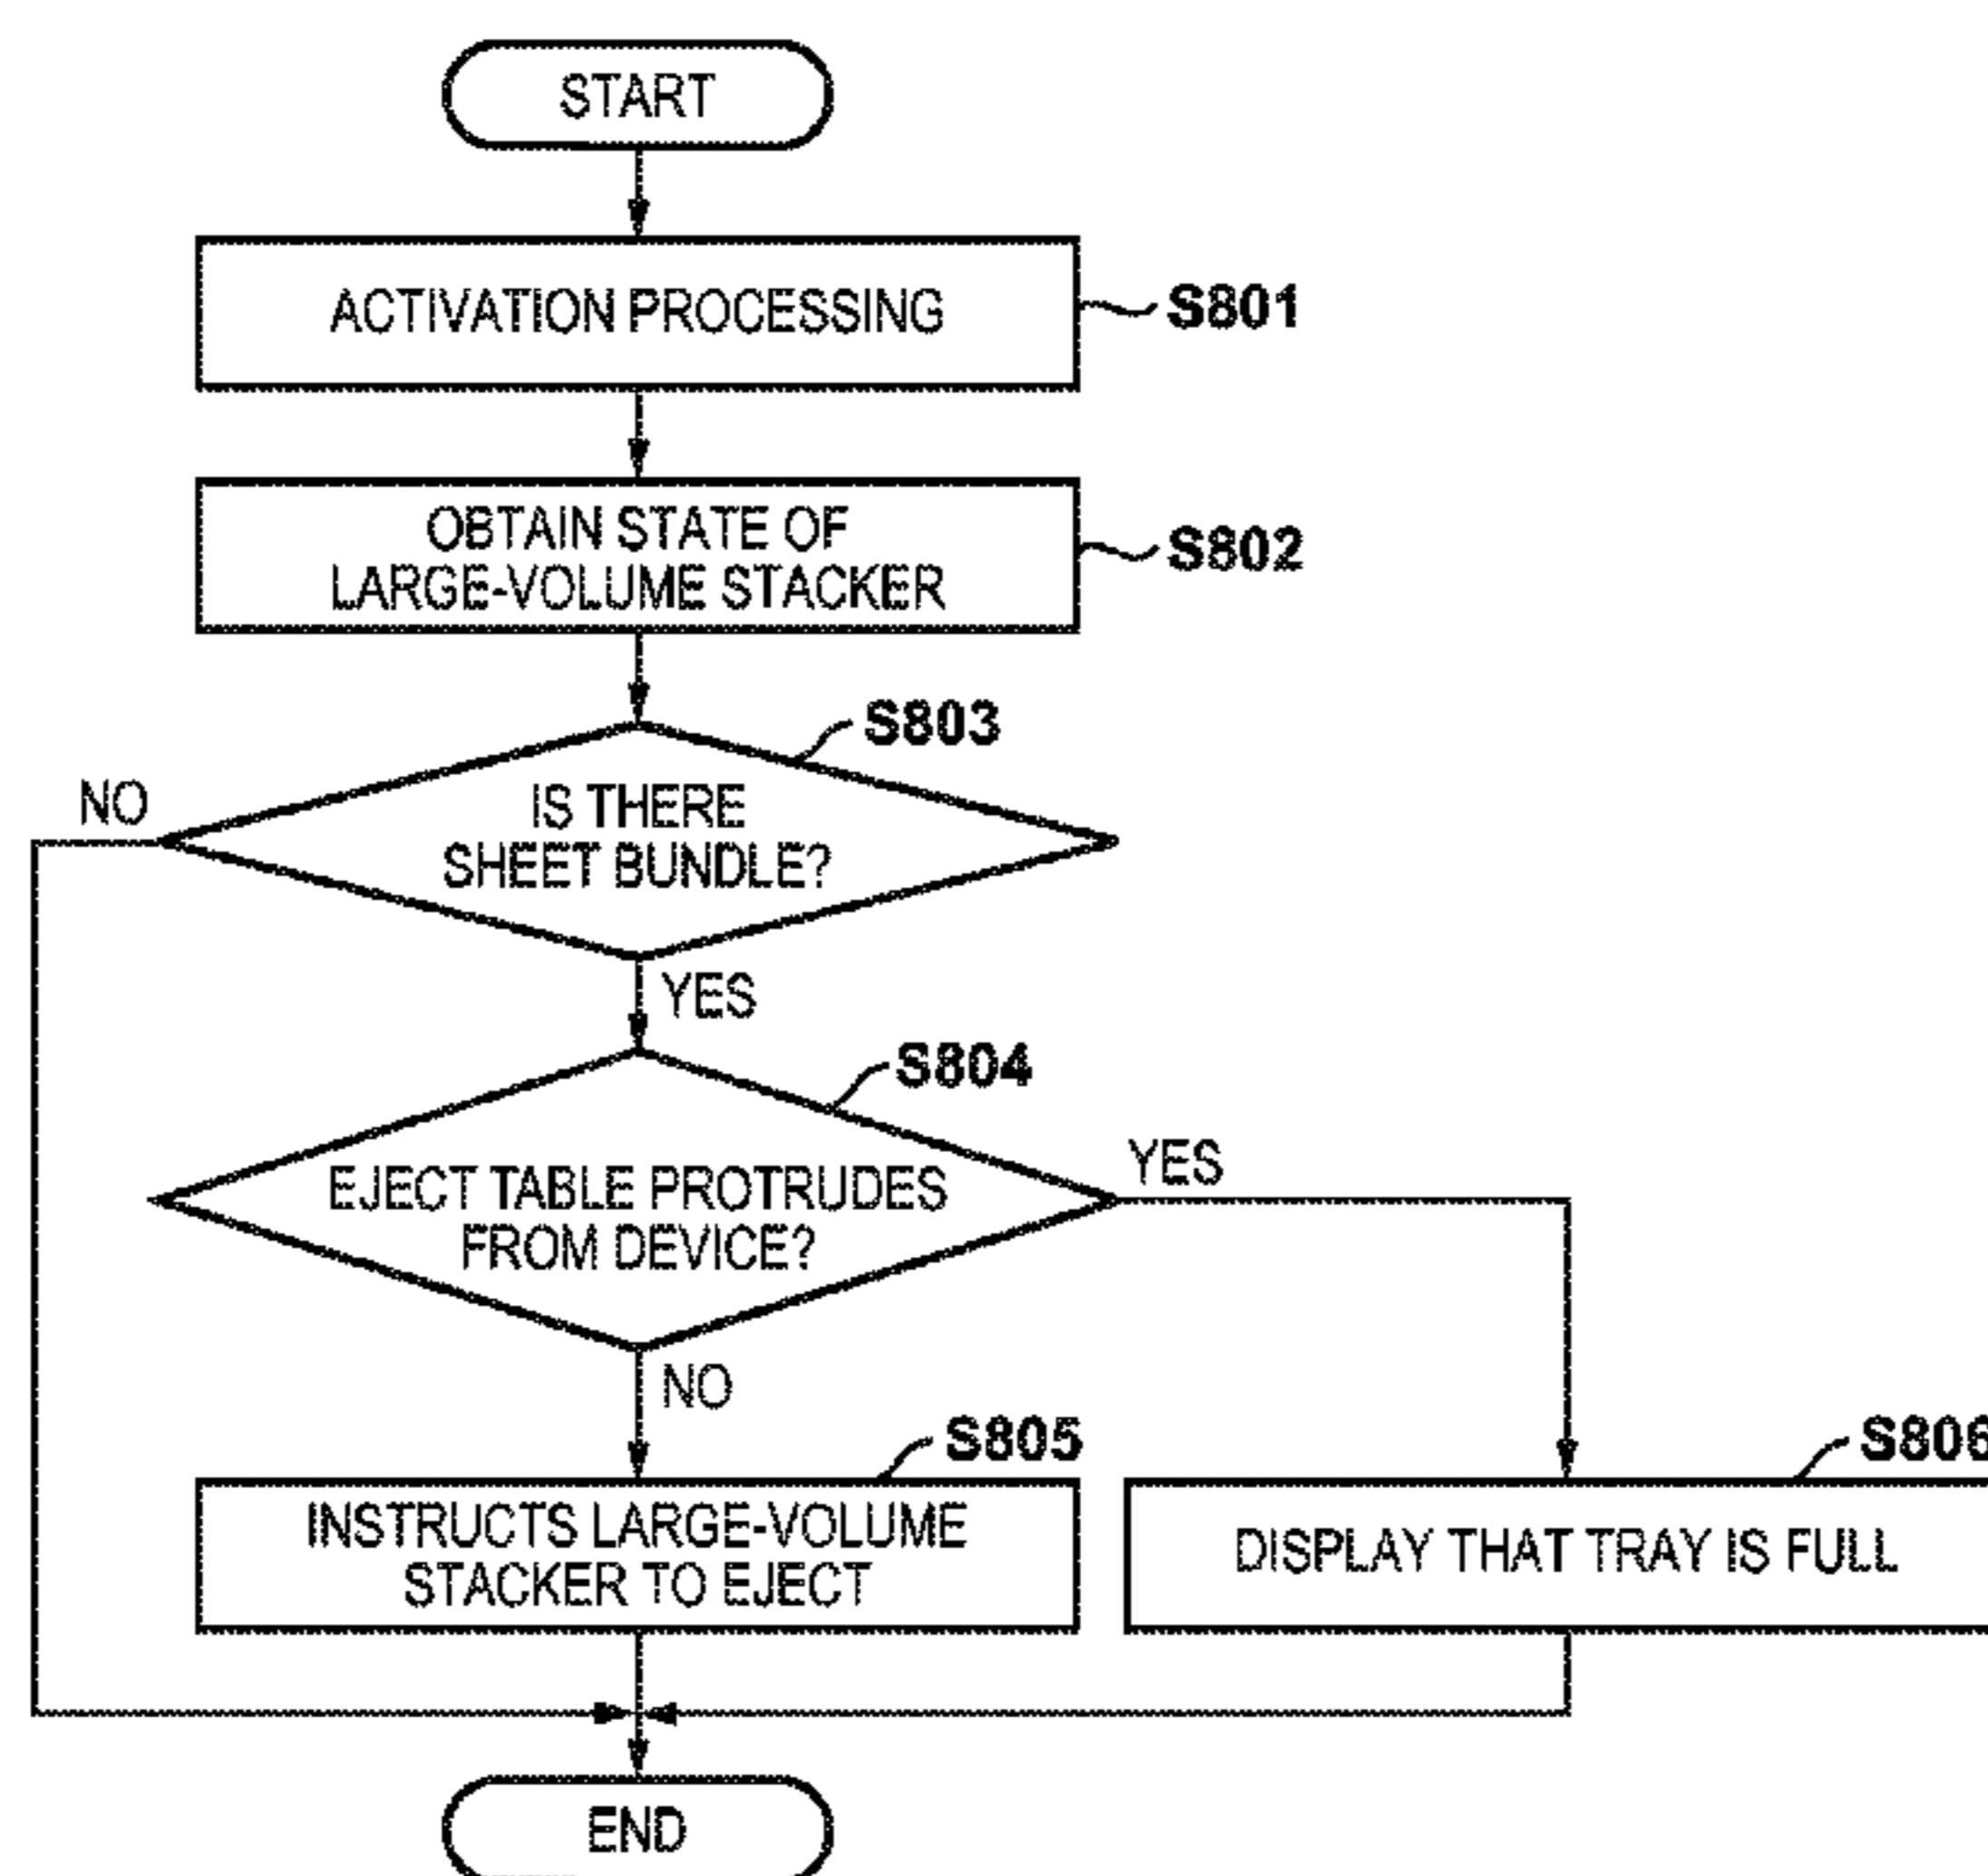 START
ACTIVATION PROCESSING
S801
OBTAIN STATE OF
LARGE-VOLUME STACKER
S802
S803
NO
IS THERE
SHEET BUNDLE?
YES
S804
EJECT TABLE PROTRUDES
FROM DEVICE?
YES
NO
S805
INSTRUCTS LARGE-VOLUME
STACKER TO EJECT
S806
DISPLAY THAT TRAY IS FULL
END